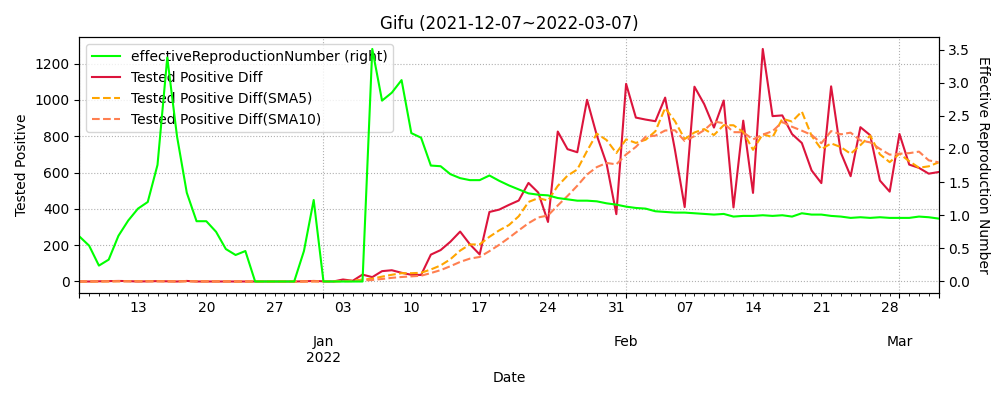 Gifu (2021-12-07~2022-03-07)
effectiveReproductionNumber (right)
Tested Positive Diff
Tested Positive Diff(SMA5)
Tested Positive Diff(SMA10)
Tested Positive
1200
1000
800
600
400
200
0
3.5
3.0
2.5
2.0
1.5
1.0
0.5
0.0
Effective Reproduction Number
13 20 27 03 10 17 24 31 07 14 21 28
Jan Feb Mar
2022
Date